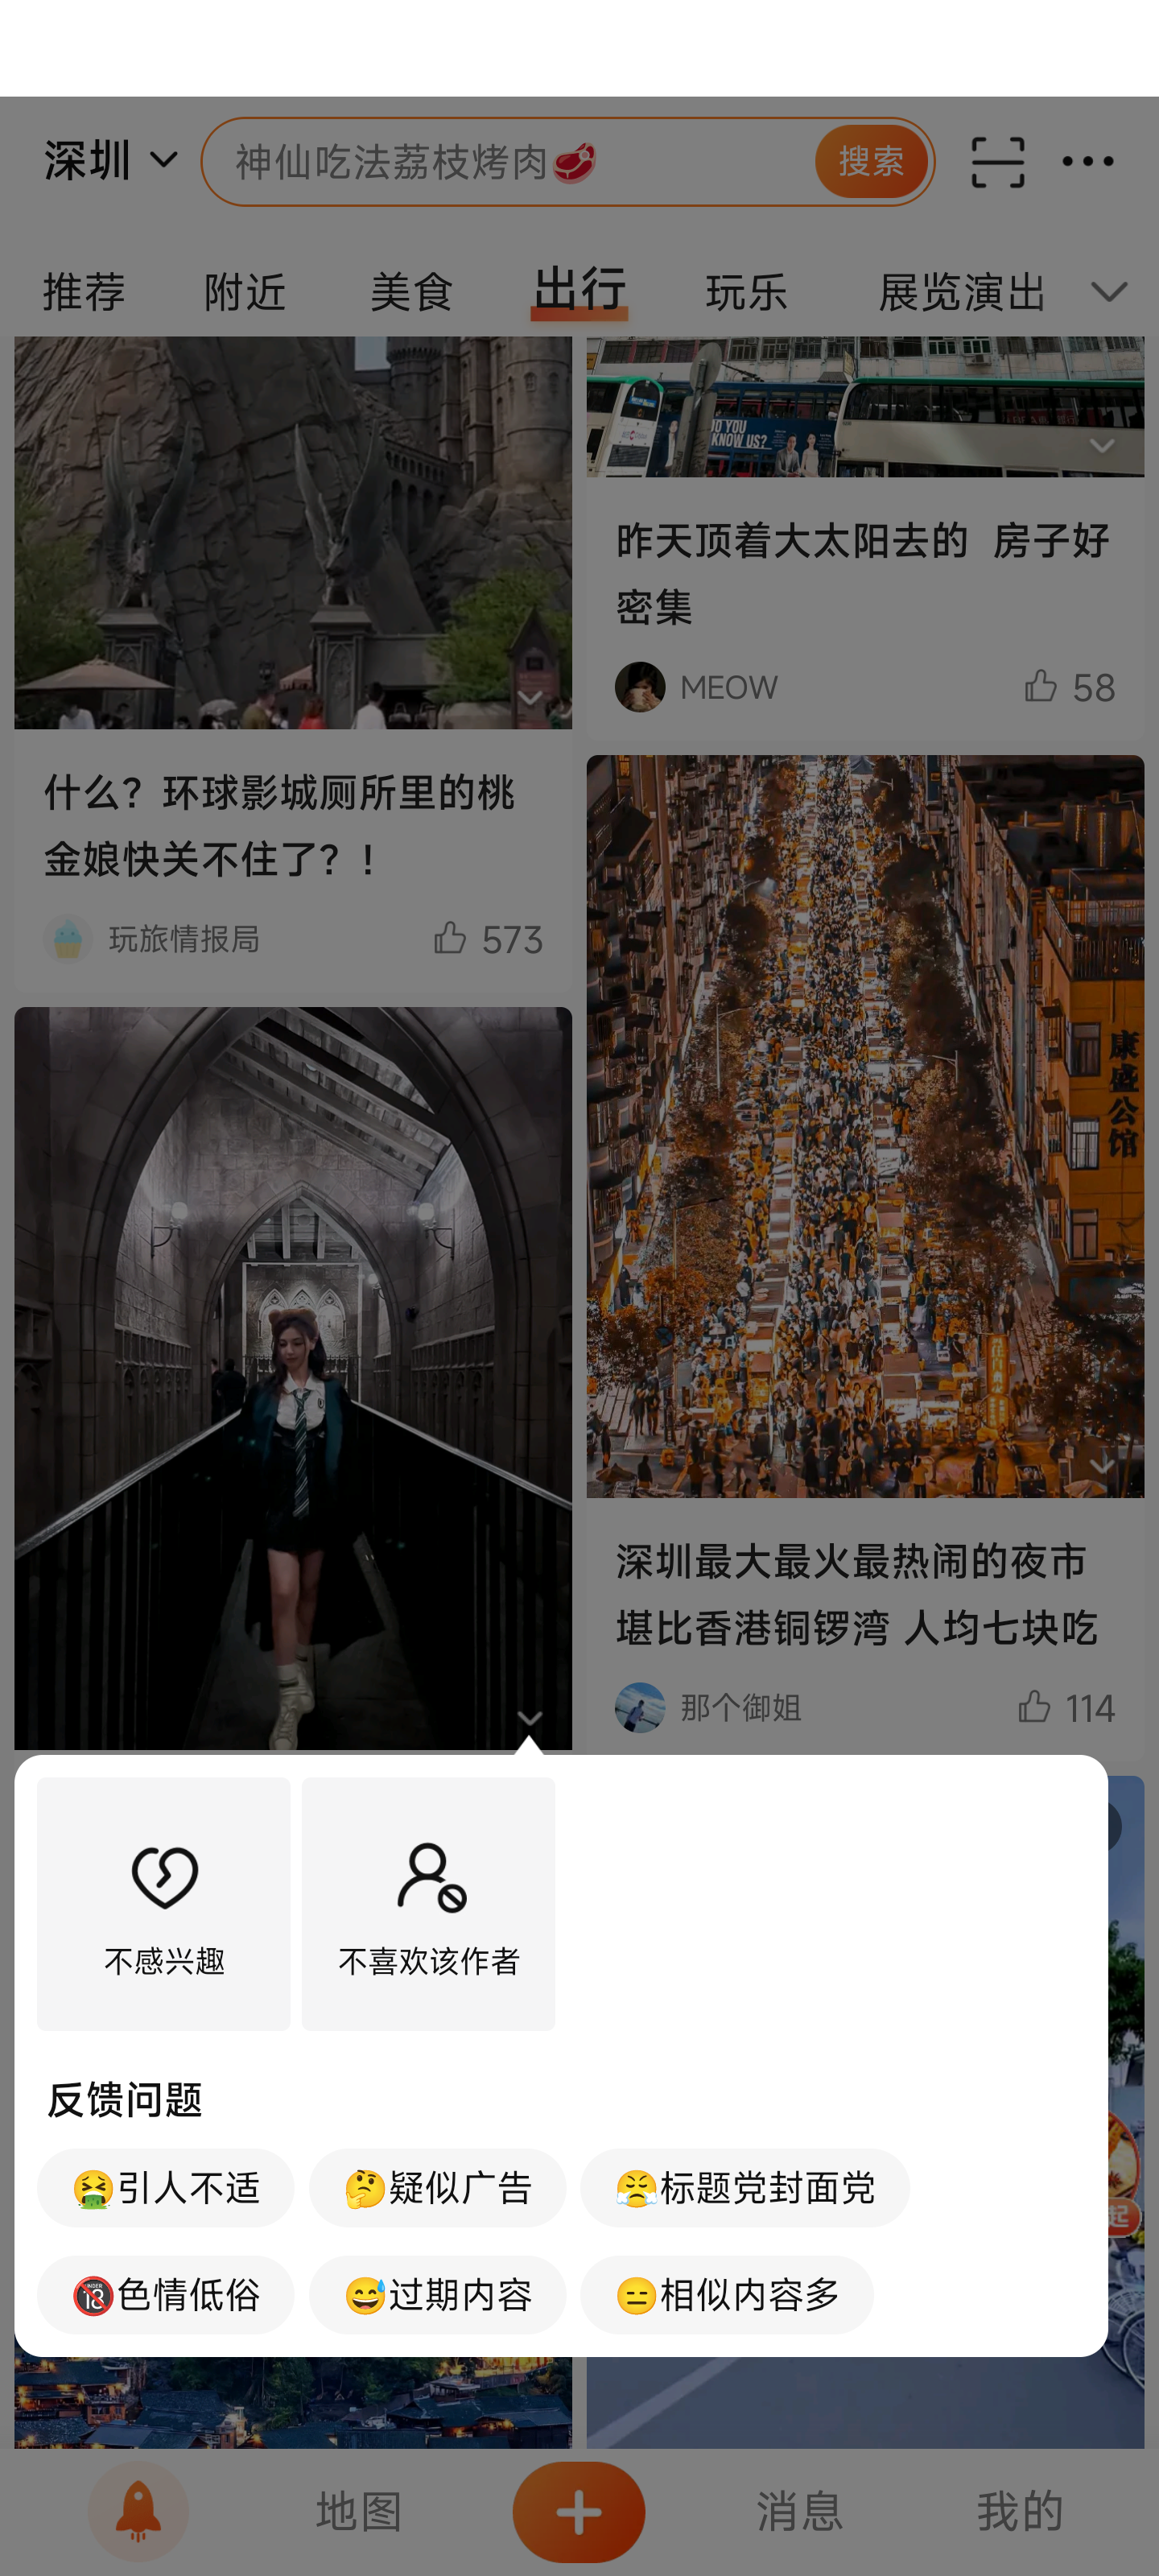 深圳
神仙吃法荔枝烤肉🥩
搜索
推荐 附近 美食 出行 玩乐 展览演出
DO YOU
KNOW US?
昨天顶着大太阳去的 房子好
密集
MEOW 58
什么？环球影城厕所里的桃
金娘快关不住了？！
玩旅情报局 573
康盛公馆
深圳最大最火最热闹的夜市
堪比香港铜锣湾 人均七块吃
那个御姐 114
不感兴趣 不喜欢该作者
反馈问题
🤮引人不适 🤔疑似广告 😤标题党封面党
🔞色情低俗 😅过期内容 😑相似内容多
起
地图 消息 我的